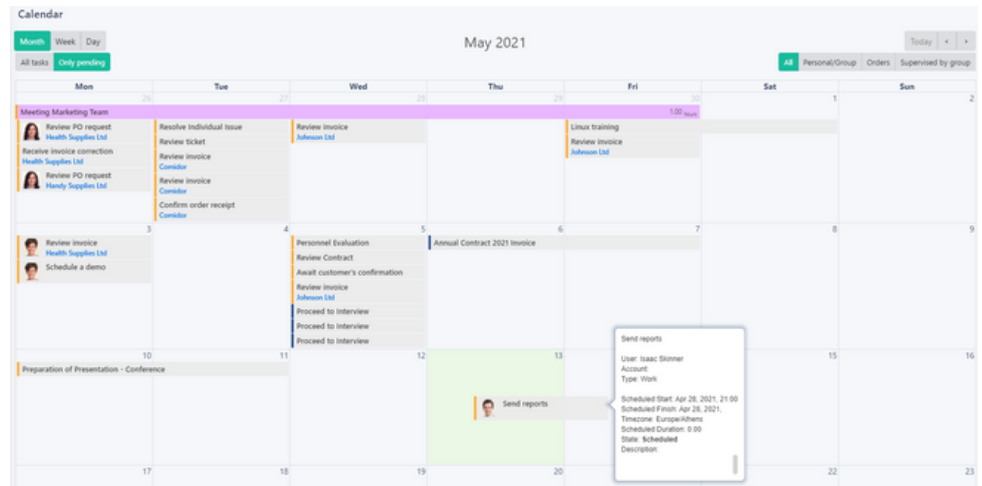 Calendar
Month Week Day
May 2021
Today
All tasks Only pending
All Personal/Group Orders Supervised by group
Mon Tue Wed Thu Fri Sat Sun
26 27 28 29 30 1 2
Meeting Marketing Team 1.00 Hours
Review PO request
Health Supplies Ltd
Receive invoice correction
Health Supplies Ltd
Review PO request
Handy Supplies Ltd
Resolve Individual Issue
Review ticket
Review invoice
Comidor
Review invoice
Comidor
Confirm order receipt
Comidor
Review invoice
Johnson Ltd
Linux training
Review invoice
Johnson Ltd
3 4 5 6 7 8 9
Review invoice
Health Supplies Ltd
Schedule a demo
Personnel Evaluation
Review Contract
Await customer's confirmation
Review invoice
Johnson Ltd
Proceed to Interview
Proceed to Interview
Proceed to Interview
Annual Contract 2021 Invoice
10 11 12 13 15 16
Preparation of Presentation - Conference
Send reports
Send reports
User: Isaac Skinner
Account:
Type: Work
Scheduled Start: Apr 28, 2021, 21:00
Scheduled Finish: Apr 28, 2021,
Timezone: Europe/Athens
Scheduled Duration: 0.00
State: Scheduled
Description:
17 18 19 20 22 23